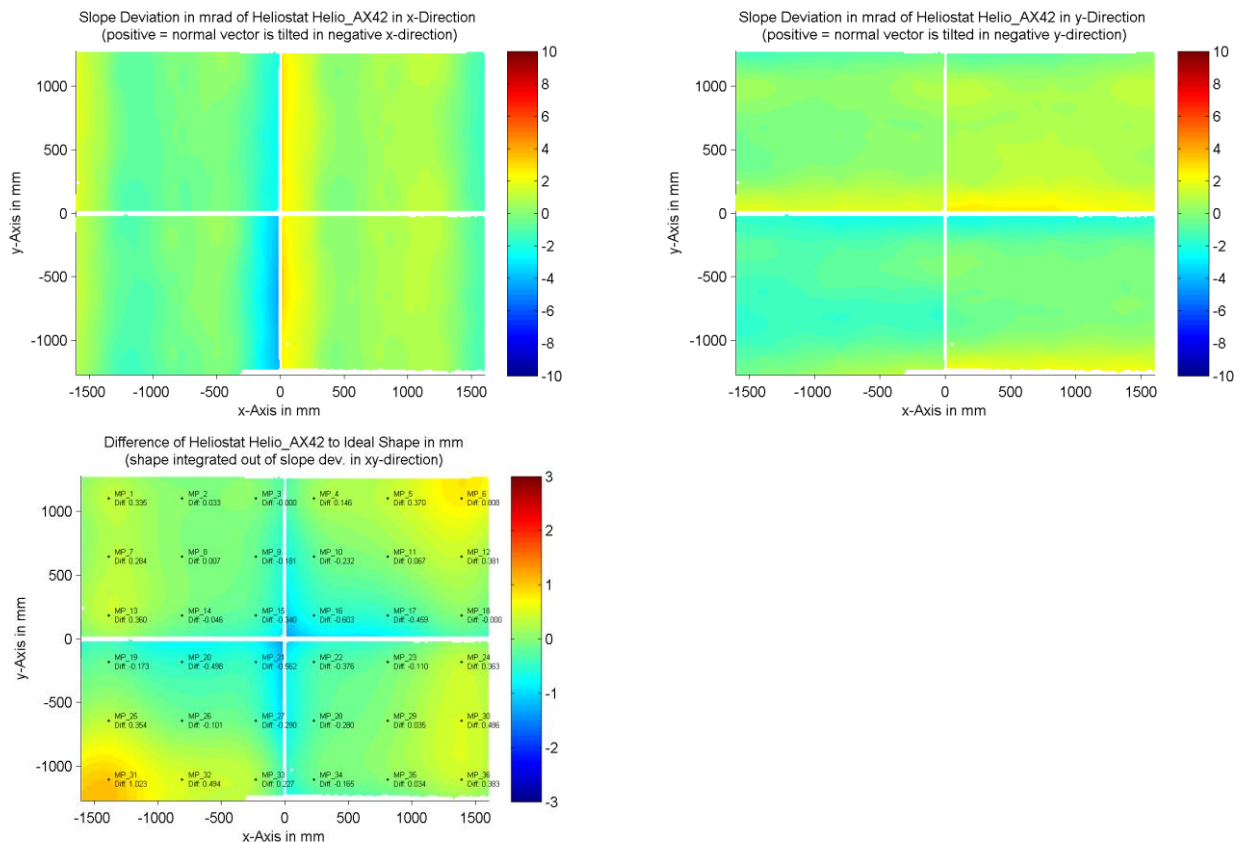 Slope Deviation in mrad of Heliostat Helio_AX42 in x-Direction
(positive = normal vector is tilted in negative x-direction)
y-Axis in mm
1000
500
0
-500
-1000
-1500 -1000 -500 0 500 1000 1500
x-Axis in mm
10
8
6
4
2
0
-2
-4
-6
-8
-10
Slope Deviation in mrad of Heliostat Helio_AX42 in y-Direction
(positive = normal vector is tilted in negative y-direction)
y-Axis in mm
1000
500
0
-500
-1000
-1500 -1000 -500 0 500 1000 1500
x-Axis in mm
10
8
6
4
2
0
-2
-4
-6
-8
-10
Difference of Heliostat Helio_AX42 to Ideal Shape in mm
(shape integrated out of slope dev. in xy-direction)
y-Axis in mm
1000
500
0
-500
-1000
MP_1 MP_2 MP_3 MP_4 MP_5 MP_6
Diff: 0.335 Diff: 0.033 Diff: -0.000 Diff: 0.146 Diff: 0.370 Diff: 0.808
MP_7 MP_8 MP_9 MP_10 MP_11 MP_12
Diff: 0.284 Diff: 0.007 Diff: -0.181 Diff: -0.232 Diff: 0.067 Diff: 0.381
MP_13 MP_14 MP_15 MP_16 MP_17 MP_18
Diff: 0.360 Diff: -0.046 Diff: -0.340 Diff: -0.603 Diff: -0.459 Diff: -0.000
MP_19 MP_20 MP_21 MP_22 MP_23 MP_24
Diff: -0.173 Diff: -0.498 Diff: -0.562 Diff: -0.376 Diff: -0.110 Diff: 0.363
MP_25 MP_26 MP_27 MP_28 MP_29 MP_30
Diff: 0.354 Diff: -0.101 Diff: -0.290 Diff: -0.280 Diff: 0.035 Diff: 0.486
MP_31 MP_32 MP_33 MP_34 MP_35 MP_36
Diff: 1.023 Diff: 0.494 Diff: 0.227 Diff: -0.165 Diff: 0.034 Diff: 0.383
-1500 -1000 -500 0 500 1000 1500
x-Axis in mm
3
2
1
0
-1
-2
-3